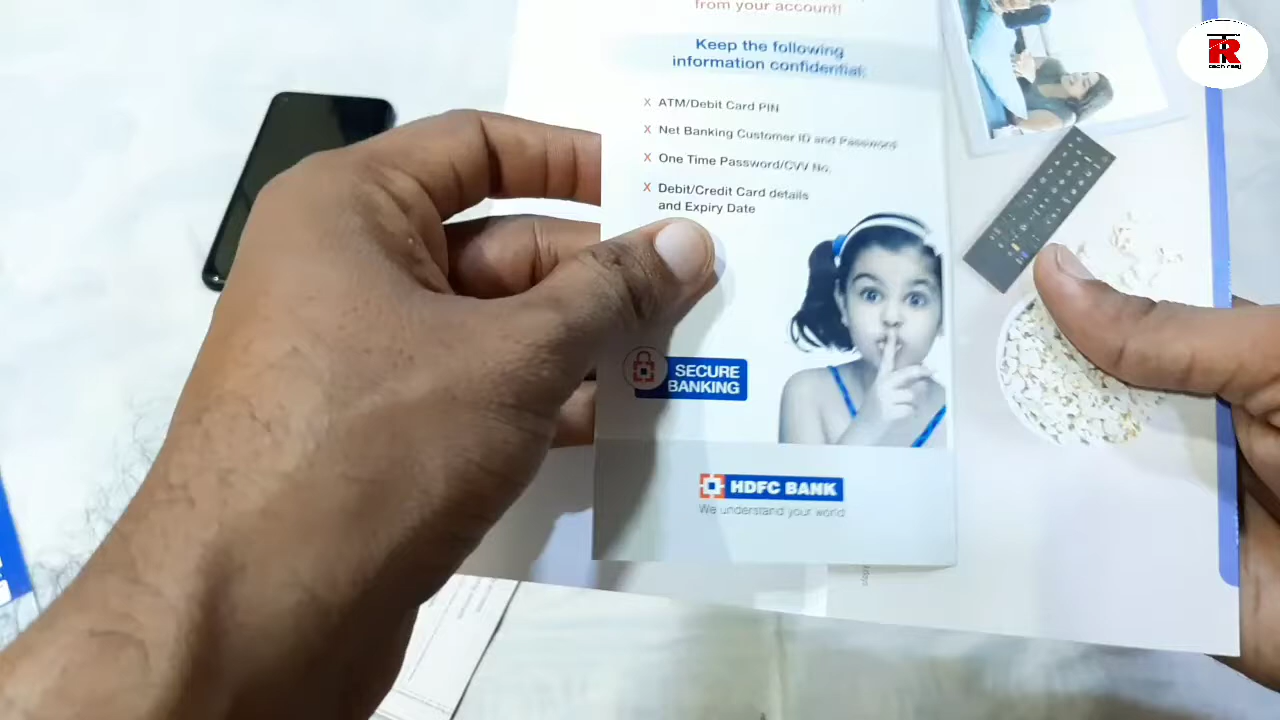 from your account!
Keep the following
information confidential:
X ATM/Debit Card PIN
X Net Banking Customer ID and Password
X One Time Password/CVV No.
X Debit/Credit Card details
and Expiry Date
SECURE
BANKING
HDFC BANK
We understand your world
TR